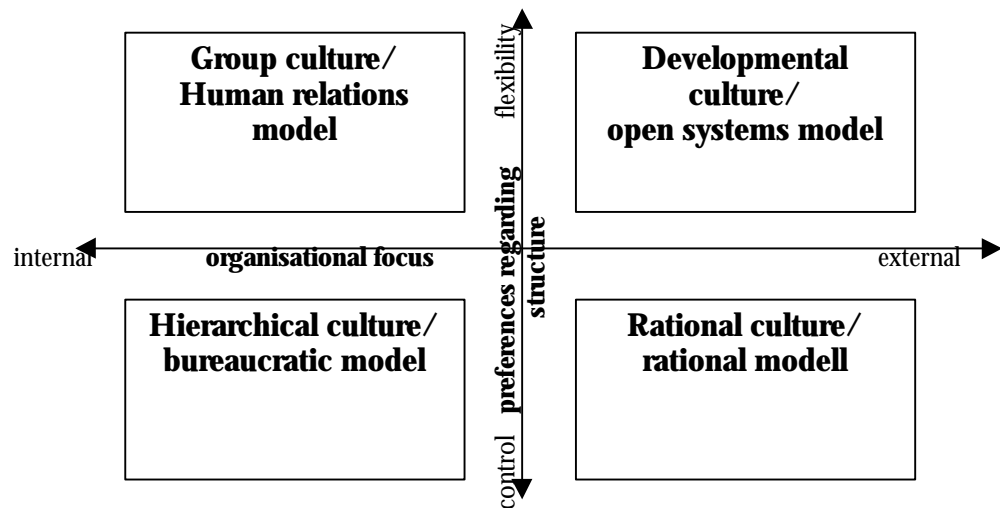 Group culture/
Human relations
model
flexibility
Developmental
culture/
open systems model
internal
organisational focus
preferences regarding
structure
external
Hierarchical culture/
bureaucratic model
control
Rational culture/
rational modell